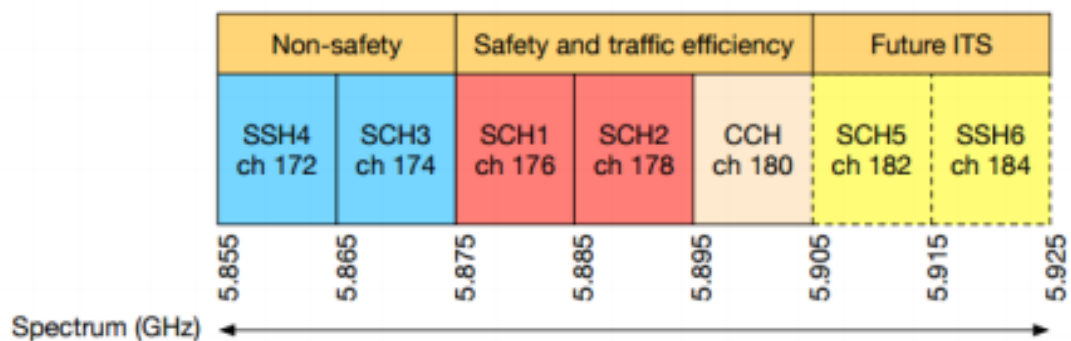 Non-safety Safety and traffic efficiency Future ITS
SSH4 SCH3 SCH1 SCH2 CCH SCH5 SSH6
ch 172 ch 174 ch 176 ch 178 ch 180 ch 182 ch 184
5.855 5.865 5.875 5.885 5.895 5.905 5.915 5.925
Spectrum (GHz)